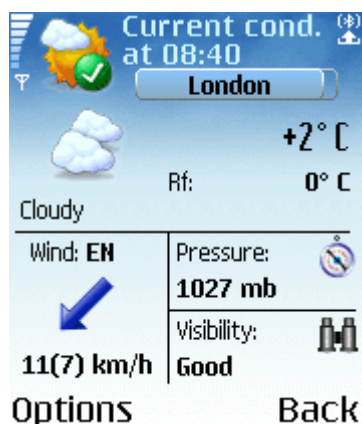 Current cond.
at 08:40
London
+2° C
Rf: 0° C
Cloudy
Wind: EN
11(7) km/h
Pressure:
1027 mb
Visibility:
Good
Options Back